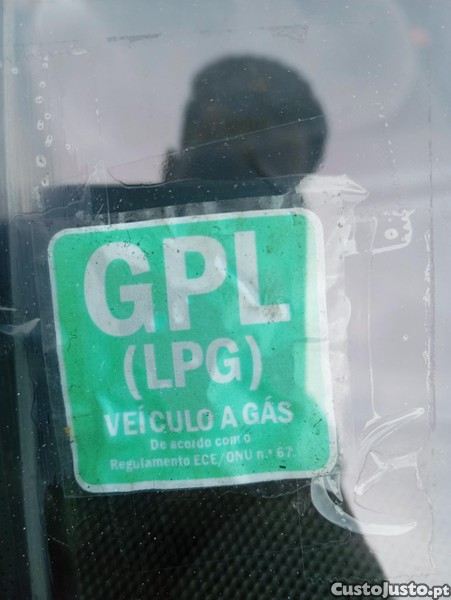 GPL
(LPG)
VEÍCULO A GÁS
De acordo com o
Regulamento ECE/ONU n.º 67.
CustoJusto.pt